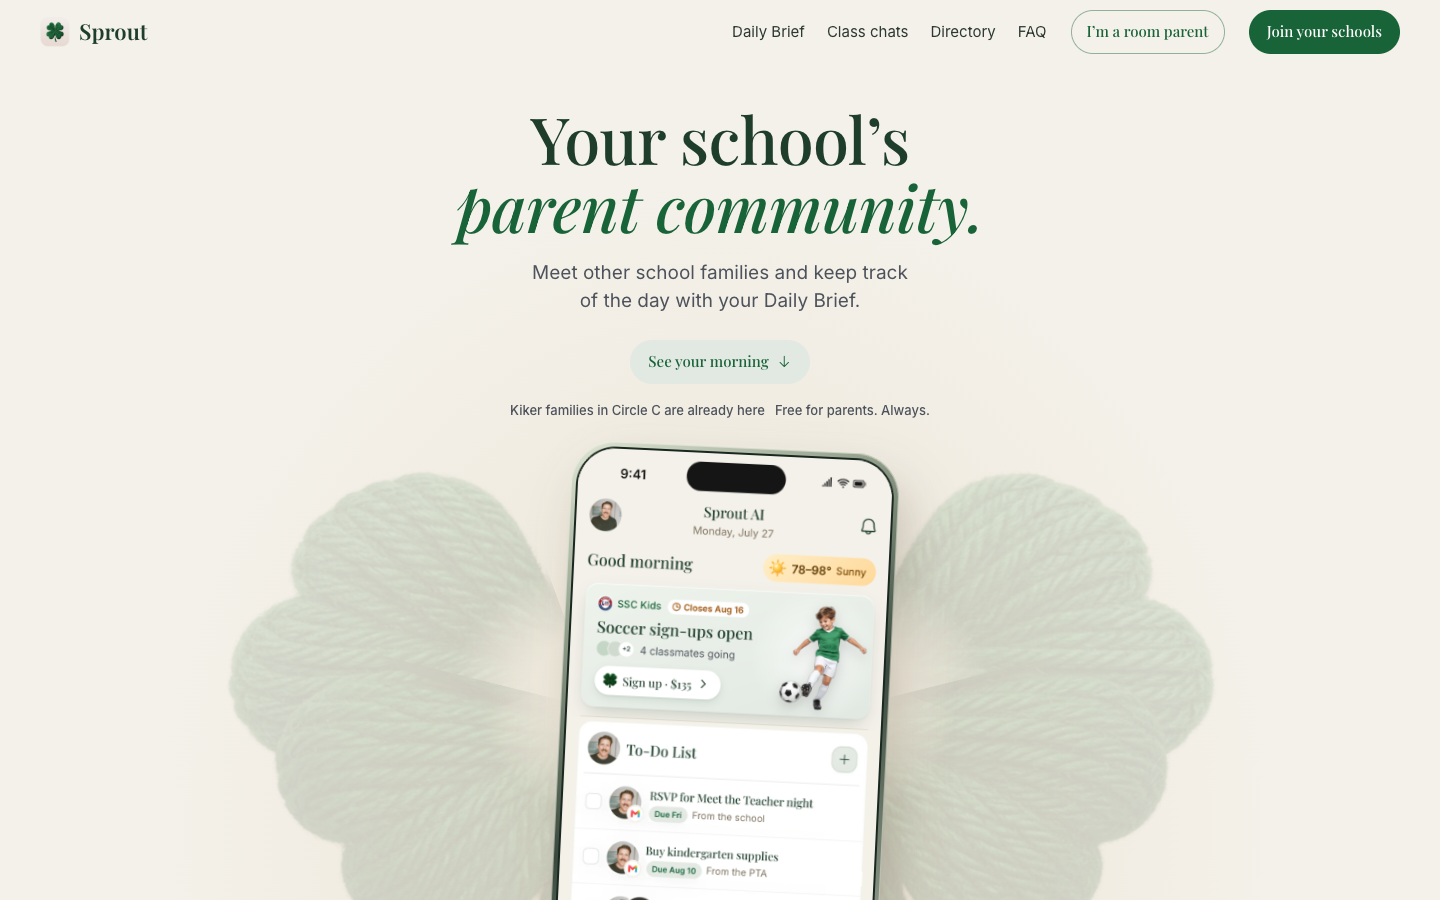 Sprout
Daily Brief
Class chats
Directory
FAQ
I’m a room parent
Join your schools
Your school’s
parent community.
Meet other school families and keep track
of the day with your Daily Brief.
See your morning ↓
Kiker families in Circle C are already here Free for parents. Always.
9:41
Sprout AI
Monday, July 27
Good morning
78–98° Sunny
SSC Kids
Closes Aug 16
Soccer sign-ups open
+2
4 classmates going
Sign up · $135
To-Do List
RSVP for Meet the Teacher night
Due Fri From the school
Buy kindergarten supplies
Due Aug 10 From the PTA